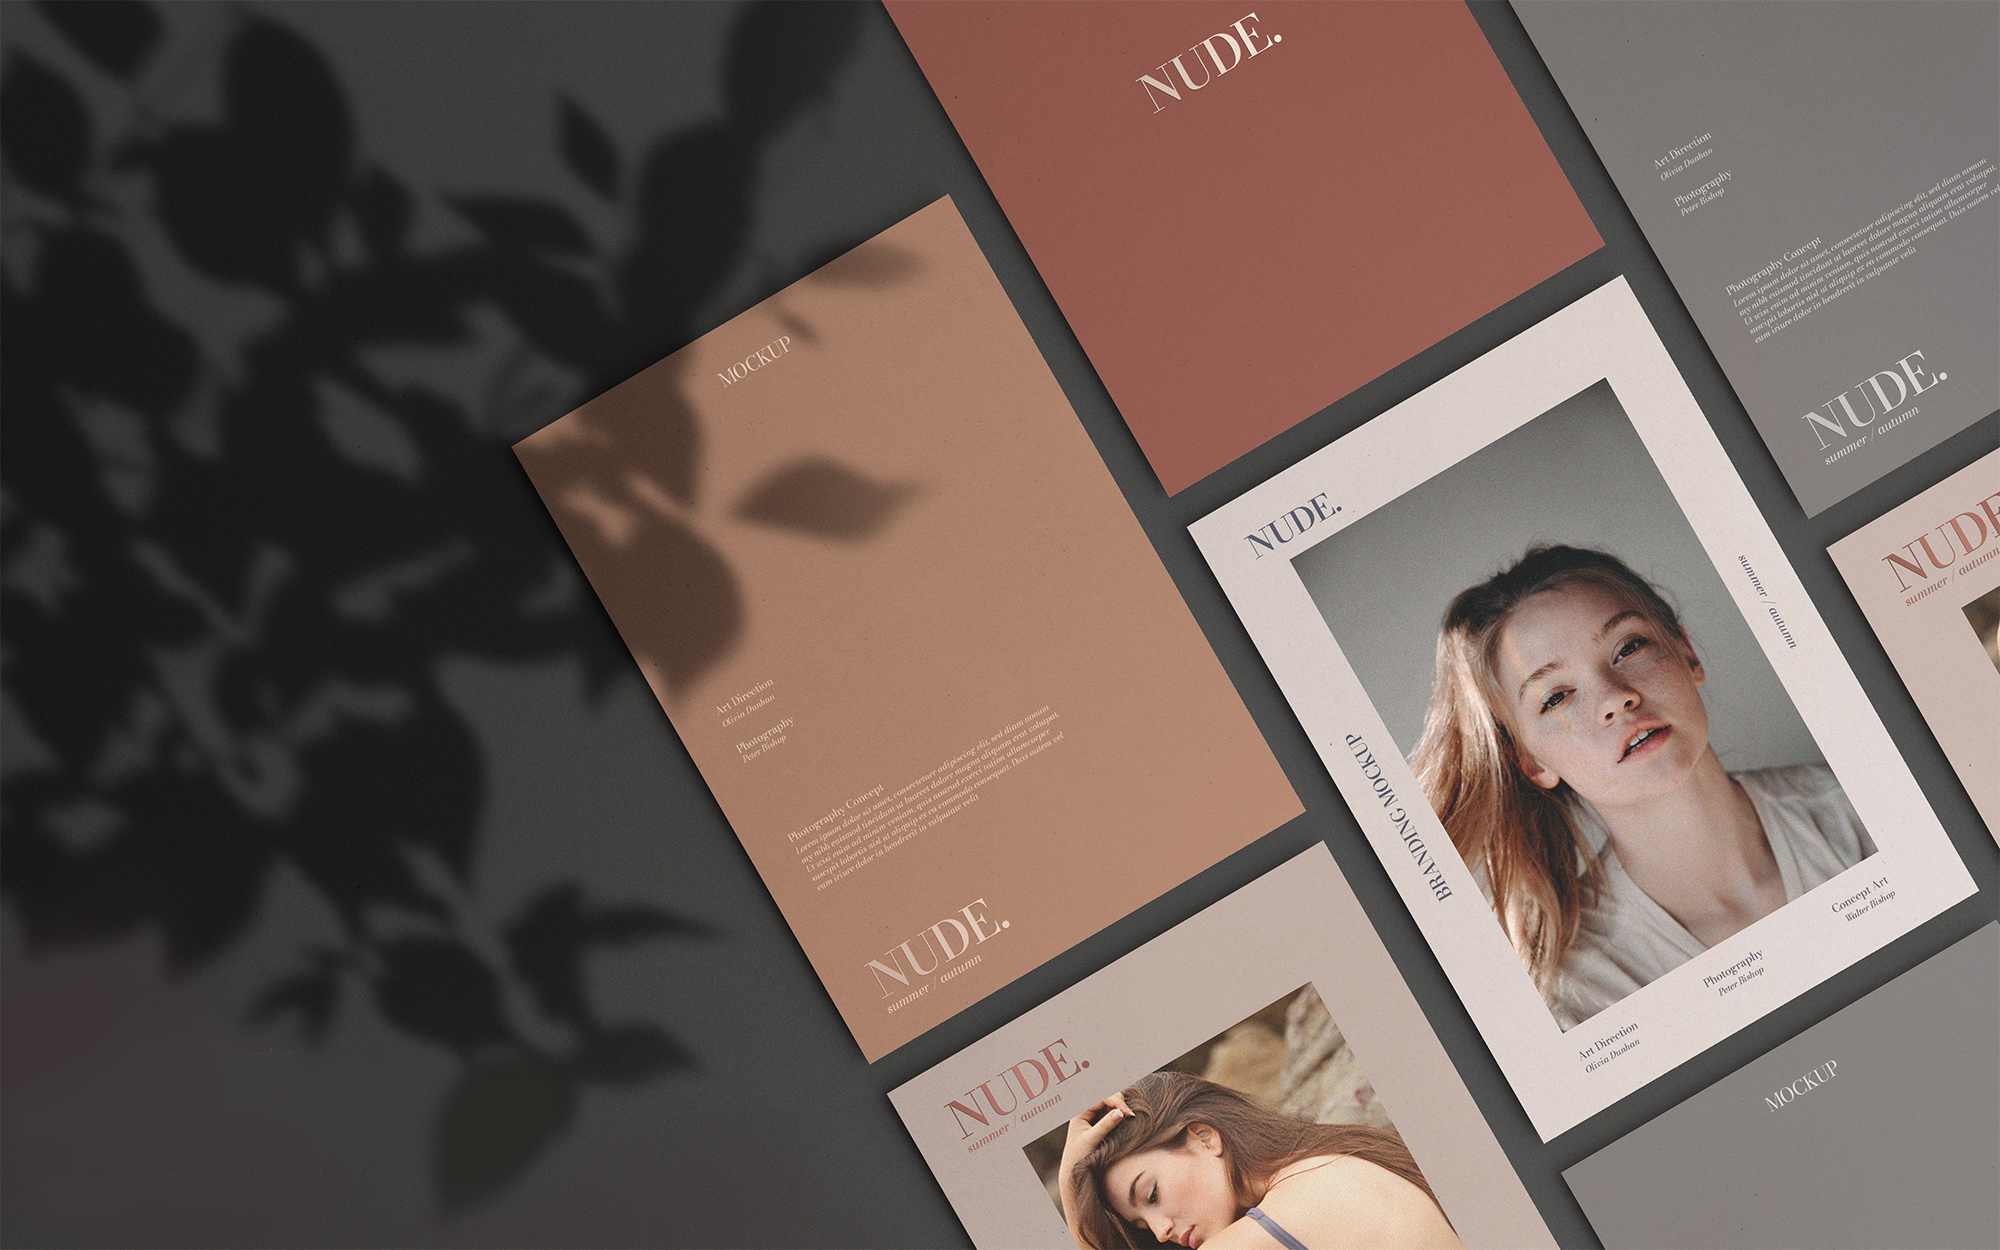 NUDE.
Art Direction
Olivia Dunhan
Photography
Peter Bishop
Photography Concept
Lorem ipsum dolor sit amet, consectetuer adipiscing elit, sed diam nonum
my nibh euismod tincidunt ut laoreet dolore magna aliquam erat volutpat.
Ut wisi enim ad minim veniam, quis nostrud exerci tation ullamcorper
suscipit lobortis nisl ut aliquip ex ea commodo consequat. Duis autem vel
eum iriure dolor in hendrerit in vulputate velit
NUDE.
summer / autumn
MOCKUP
Art Direction
Olivia Dunhan
Photography
Peter Bishop
Photography Concept
Lorem ipsum dolor sit amet, consectetuer adipiscing elit, sed diam nonum
my nibh euismod tincidunt ut laoreet dolore magna aliquam erat volutpat.
Ut wisi enim ad minim veniam, quis nostrud exerci tation ullamcorper
suscipit lobortis nisl ut aliquip ex ea commodo consequat. Duis autem vel
eum iriure dolor in hendrerit in vulputate velit
NUDE.
summer / autumn
NUDE.
summer / autumn
BRANDING MOCKUP
Art Direction
Olivia Dunhan
Photography
Peter Bishop
Concept Art
Walter Bishop
NUDE
summer / autumn
NUDE.
summer / autumn
MOCKUP